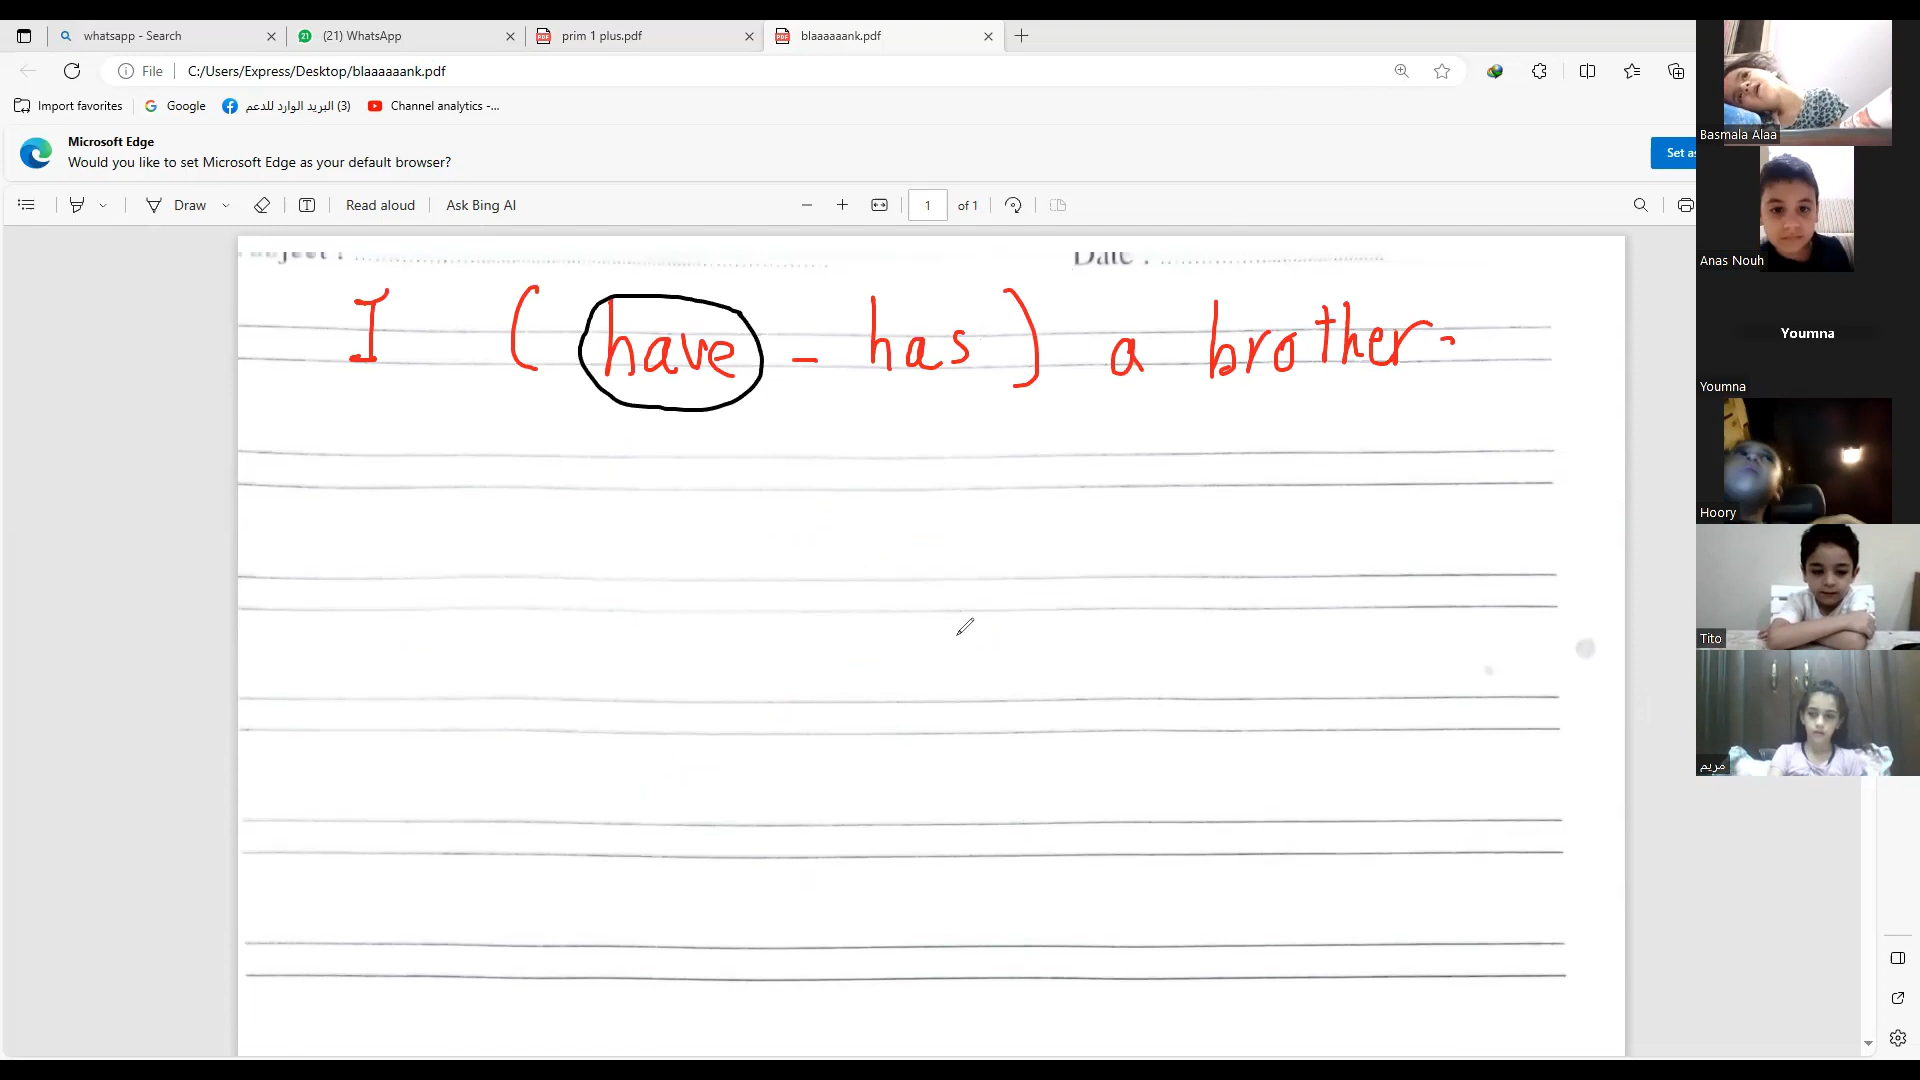 whatsapp - Search
(21) WhatsApp
prim 1 plus.pdf
blaaaaaank.pdf
File
C:/Users/Express/Desktop/blaaaaaank.pdf
Import favorites
Google
(3) البريد الوارد للدعم
Channel analytics -...
Microsoft Edge
Would you like to set Microsoft Edge as your default browser?
Set as
Draw
Read aloud
Ask Bing AI
1 of 1
Date :
I ( have - has ) a brother.
Basmala Alaa
Anas Nouh
Youmna
Youmna
Hoory
Tito
مريم